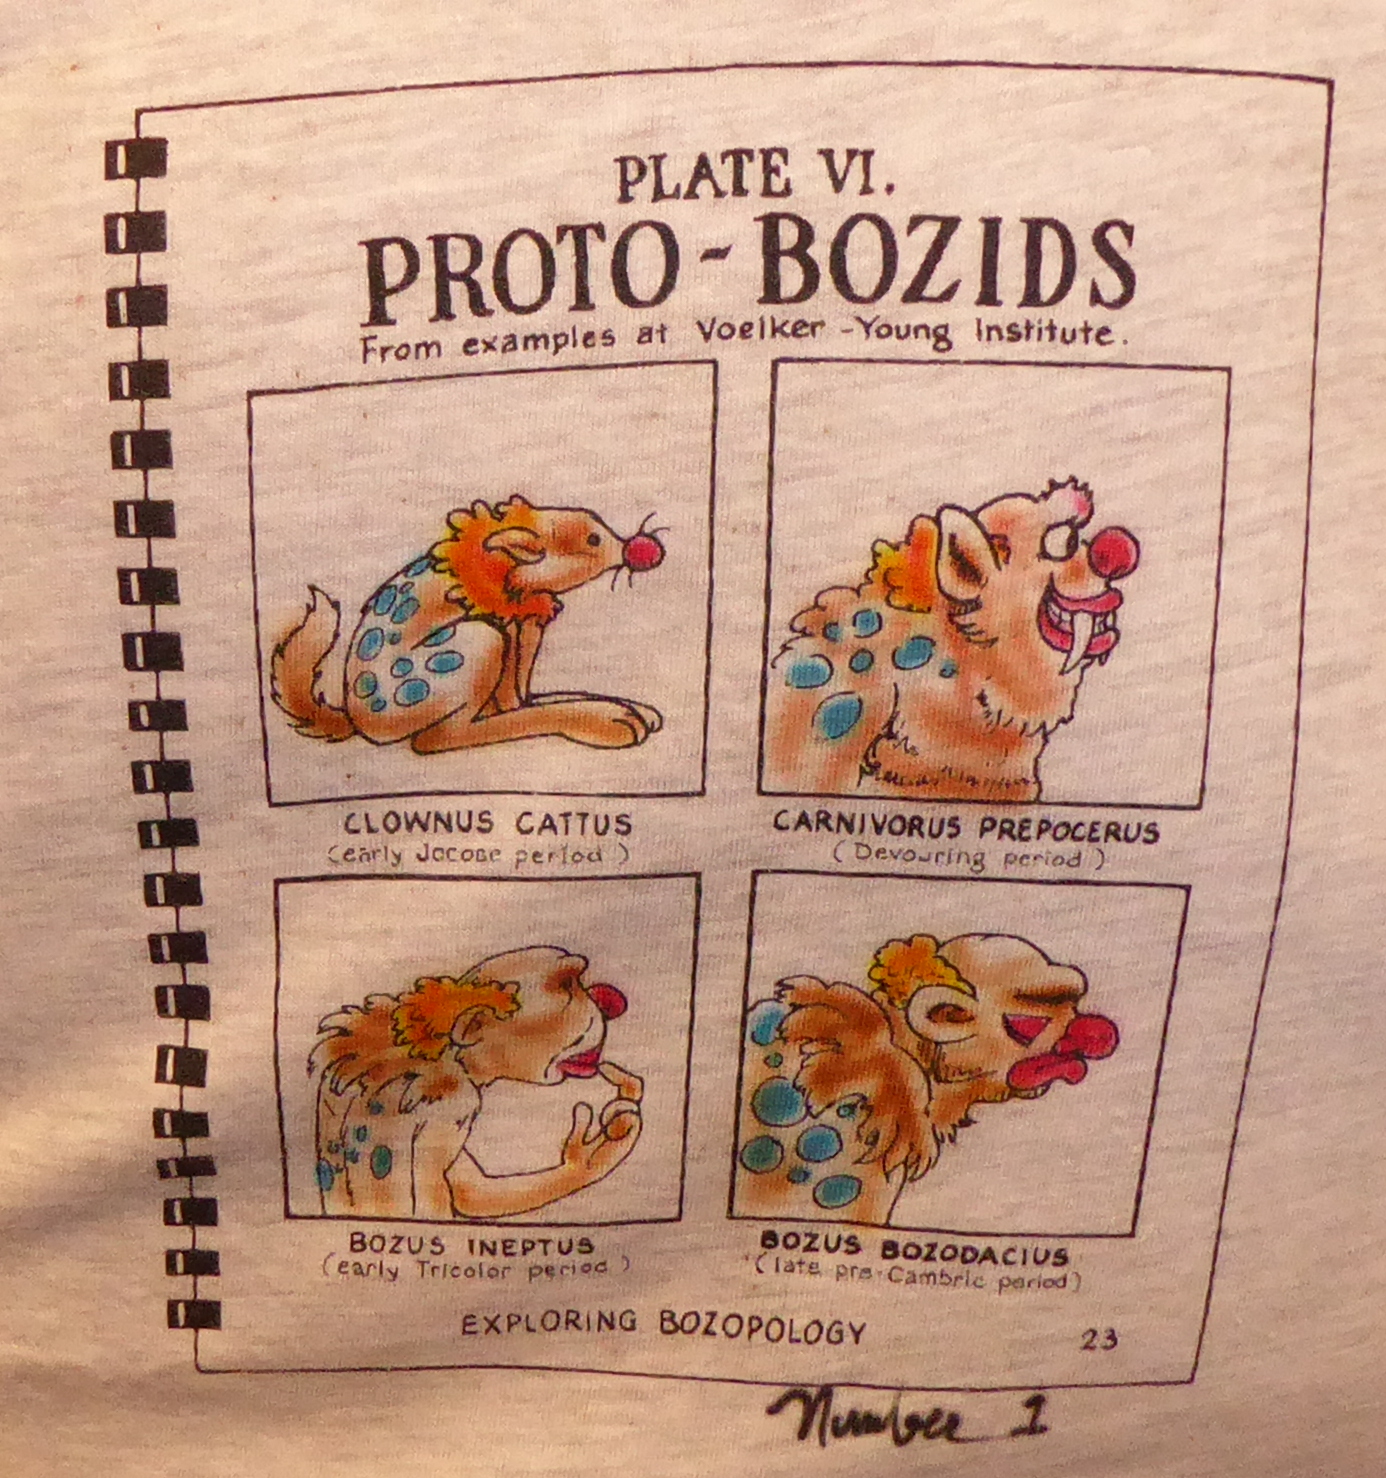 PLATE VI.
PROTO-BOZIDS
From examples at Voelker-Young Institute.
CLOWNUS CATTUS
(early Jocose period)
CARNIVORUS PREPOCERUS
(Devouring period)
BOZUS INEPTUS
(early Tricolor period)
BOZUS BOZODACIUS
(late pre-Cambric period)
EXPLORING BOZOPOLOGY
23
Number 1